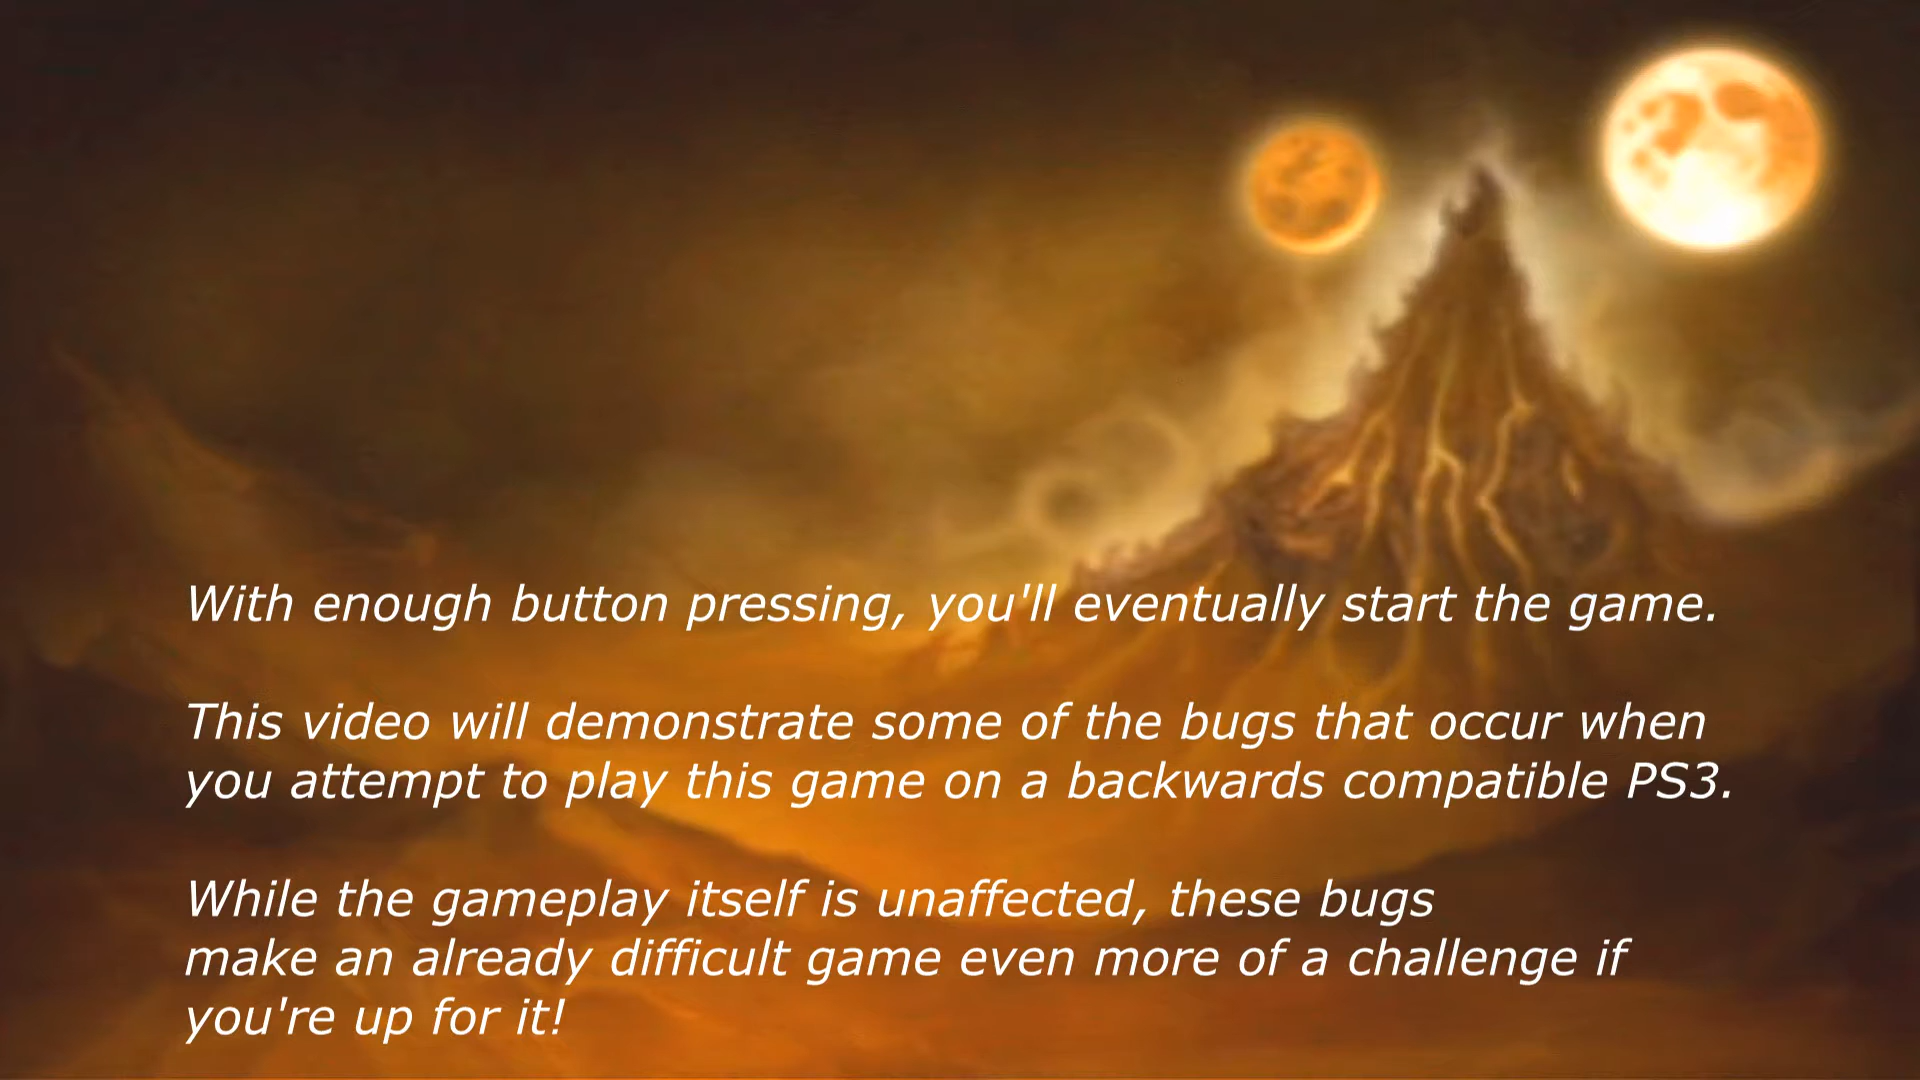 With enough button pressing, you'll eventually start the game.
This video will demonstrate some of the bugs that occur when
you attempt to play this game on a backwards compatible PS3.
While the gameplay itself is unaffected, these bugs
make an already difficult game even more of a challenge if
you're up for it!